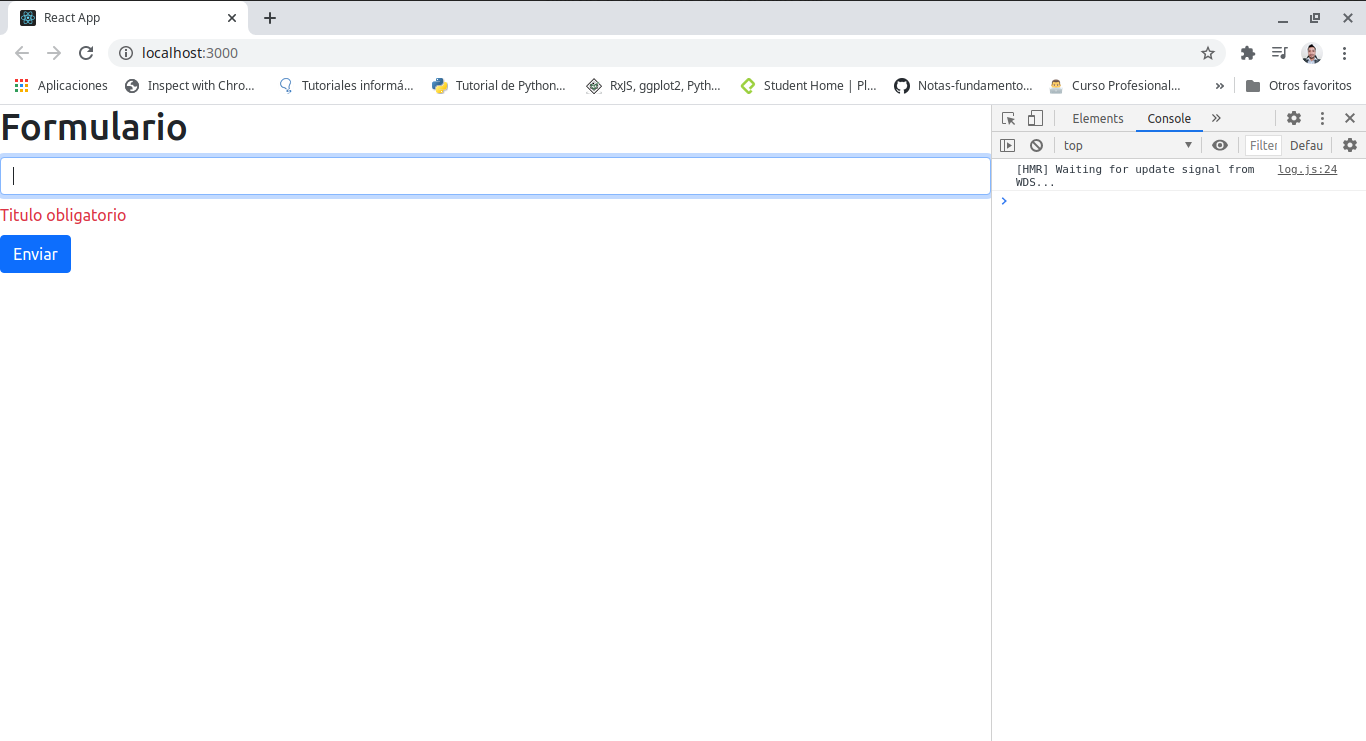 React App
localhost:3000
Aplicaciones
Inspect with Chro...
Tutoriales informá...
Tutorial de Python...
RxJS, ggplot2, Pyth...
Student Home | Pl...
Notas-fundamento...
Curso Profesional...
»
Otros favoritos
Formulario
Titulo obligatorio
Enviar
Elements
Console
»
top
Filter
Defau
[HMR] Waiting for update signal from
WDS...
log.js:24